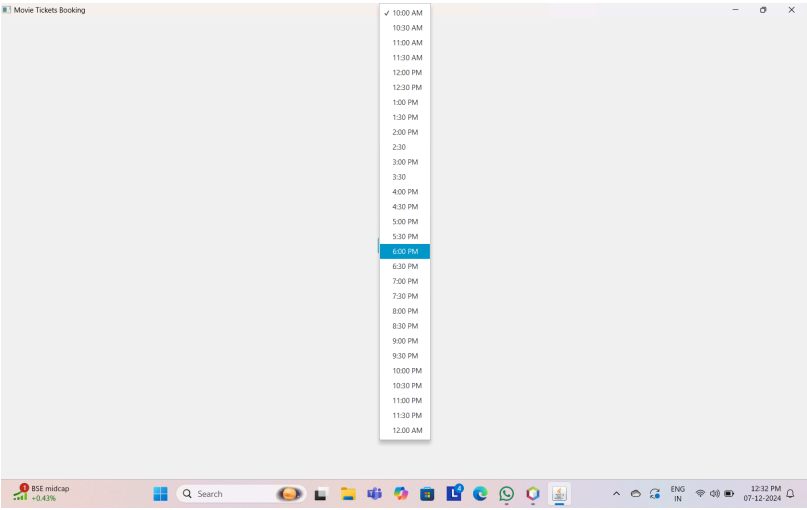 Movie Tickets Booking
✓ 10:00 AM
10:30 AM
11:00 AM
11:30 AM
12:00 PM
12:30 PM
1:00 PM
1:30 PM
2:00 PM
2:30
3:00 PM
3:30
4:00 PM
4:30 PM
5:00 PM
5:30 PM
6:00 PM
6:30 PM
7:00 PM
7:30 PM
8:00 PM
8:30 PM
9:00 PM
9:30 PM
10:00 PM
10:30 PM
11:00 PM
11:30 PM
12.00 AM
1
BSE midcap
+0.43%
Search
L
4
ENG
IN
12:32 PM
07-12-2024